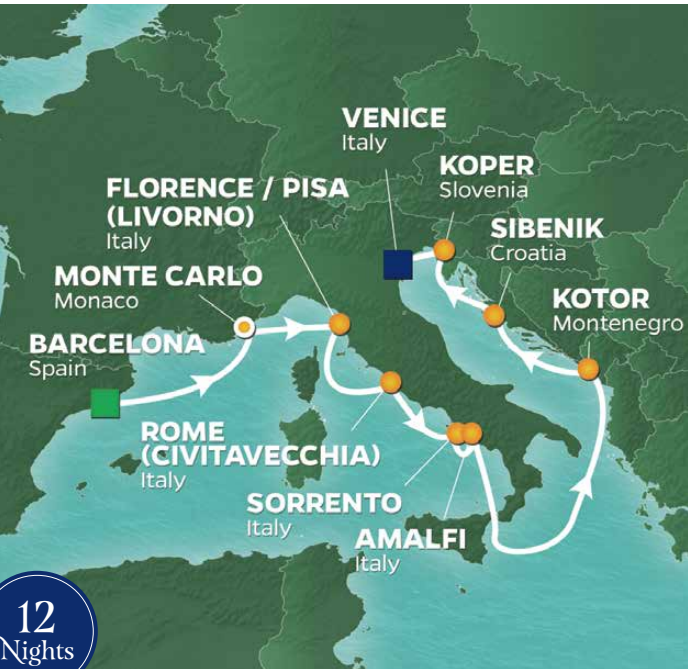 VENICE
Italy
KOPER
Slovenia
FLORENCE / PISA
(LIVORNO)
Italy
SIBENIK
Croatia
MONTE CARLO
Monaco
KOTOR
Montenegro
BARCELONA
Spain
ROME
(CIVITAVECCHIA)
Italy
SORRENTO
Italy
AMALFI
Italy
12
Nights